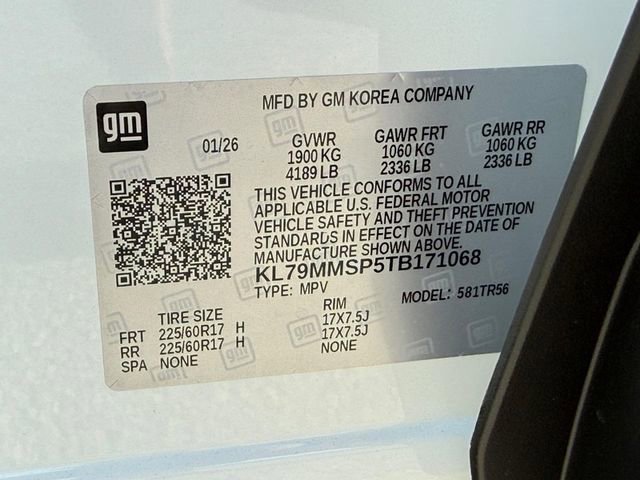 gm
MFD BY GM KOREA COMPANY
01/26
GVWR
1900 KG
4189 LB
GAWR FRT
1060 KG
2336 LB
GAWR RR
1060 KG
2336 LB
THIS VEHICLE CONFORMS TO ALL
APPLICABLE U.S. FEDERAL MOTOR
VEHICLE SAFETY AND THEFT PREVENTION
STANDARDS IN EFFECT ON THE DATE OF
MANUFACTURE SHOWN ABOVE.
KL79MMSP5TB171068
TYPE: MPV
MODEL: 581TR56
TIRE SIZE RIM
FRT 225/60R17 H 17X7.5J
RR 225/60R17 H 17X7.5J
SPA NONE NONE